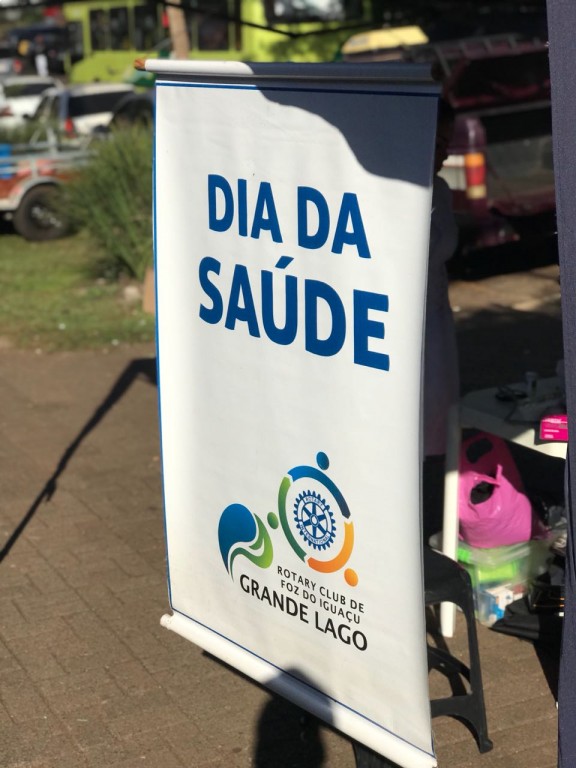 DIA DA
SAÚDE
ROTARY CLUB DE
FOZ DO IGUAÇU
GRANDE LAGO